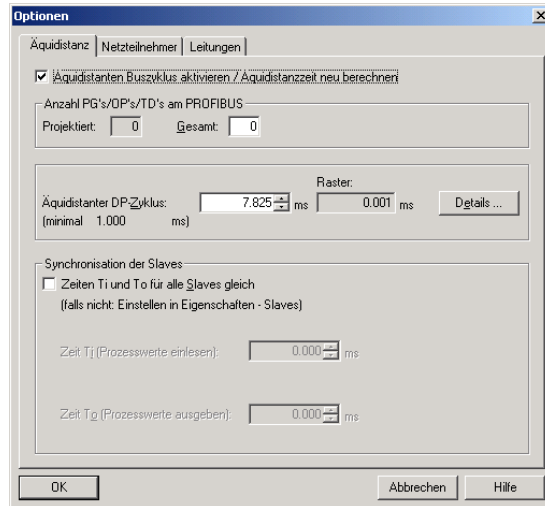 Optionen
Äquidistanz Netzteilnehmer Leitungen
Äquidistanten Buszyklus aktivieren / Äquidistanzzeit neu berechnen
Anzahl PG's/OP's/TD's am PROFIBUS
Projektiert: 0 Gesamt: 0
Raster:
Äquidistanter DP-Zyklus: 7.825 ms 0.001 ms Details ...
(minimal 1.000 ms)
Synchronisation der Slaves
Zeiten Ti und To für alle Slaves gleich
(falls nicht: Einstellen in Eigenschaften - Slaves)
Zeit Ti (Prozesswerte einlesen): 0.000 ms
Zeit To (Prozesswerte ausgeben): 0.000 ms
OK Abbrechen Hilfe